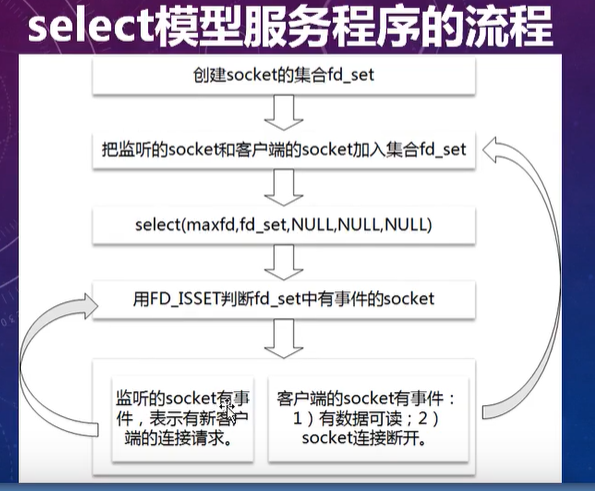 select模型服务程序的流程
创建socket的集合fd_set
把监听的socket和客户端的socket加入集合fd_set
select(maxfd,fd_set,NULL,NULL,NULL)
用FD_ISSET判断fd_set中有事件的socket
监听的socket有事
件，表示有新客户
端的连接请求。
客户端的socket有事件：
1）有数据可读；2）
socket连接断开。